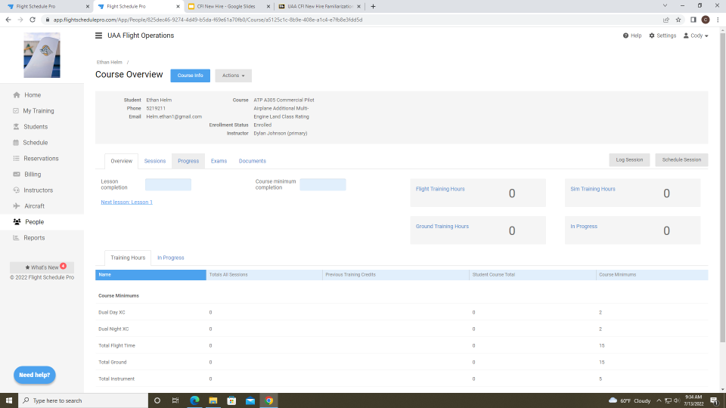 Flight Schedule Pro
Flight Schedule Pro
CFI New Hire - Google Slides
UAA CFI New Hire Familiarization
app.flightschedulepro.com/App/People/825dec46-9274-4dd9-b5da-f69e61a70fb0/Course/a5125c1c-8b9e-408e-a1cd-e7fb8e3fdd5d
UAA Flight Operations
Help
Settings
Cody
Home
My Training
Students
Schedule
Reservations
Billing
Instructors
Aircraft
People
Reports
What's New
© 2022 Flight Schedule Pro
Need help?
Ethan Helm /
Course Overview
Course Info
Actions
Student Ethan Helm
Phone 5219211
Email Helm.ethan1@gmail.com
Course ATP A3E5 Commercial Pilot
Airplane Additional Multi-
Engine Land Class Rating
Enrollment Status Enrolled
Instructor Dylan Johnson (primary)
Overview Sessions Progress Exams Documents
Log Session Schedule Session
Lesson completion
Course minimum completion
Next lesson: Lesson 1
Flight Training Hours 0
Sim Training Hours 0
Ground Training Hours 0
In Progress 0
Training Hours In Progress
Name Totals All Sessions Previous Training Credits Student Course Total Course Minimums
Course Minimums
Dual Day XC 0 0 2
Dual Night XC 0 0 2
Total Flight Time 0 0 15
Total Ground 0 0 15
Total Instrument 0 0 5
Type here to search
60°F Cloudy
9:04 AM
7/13/2022